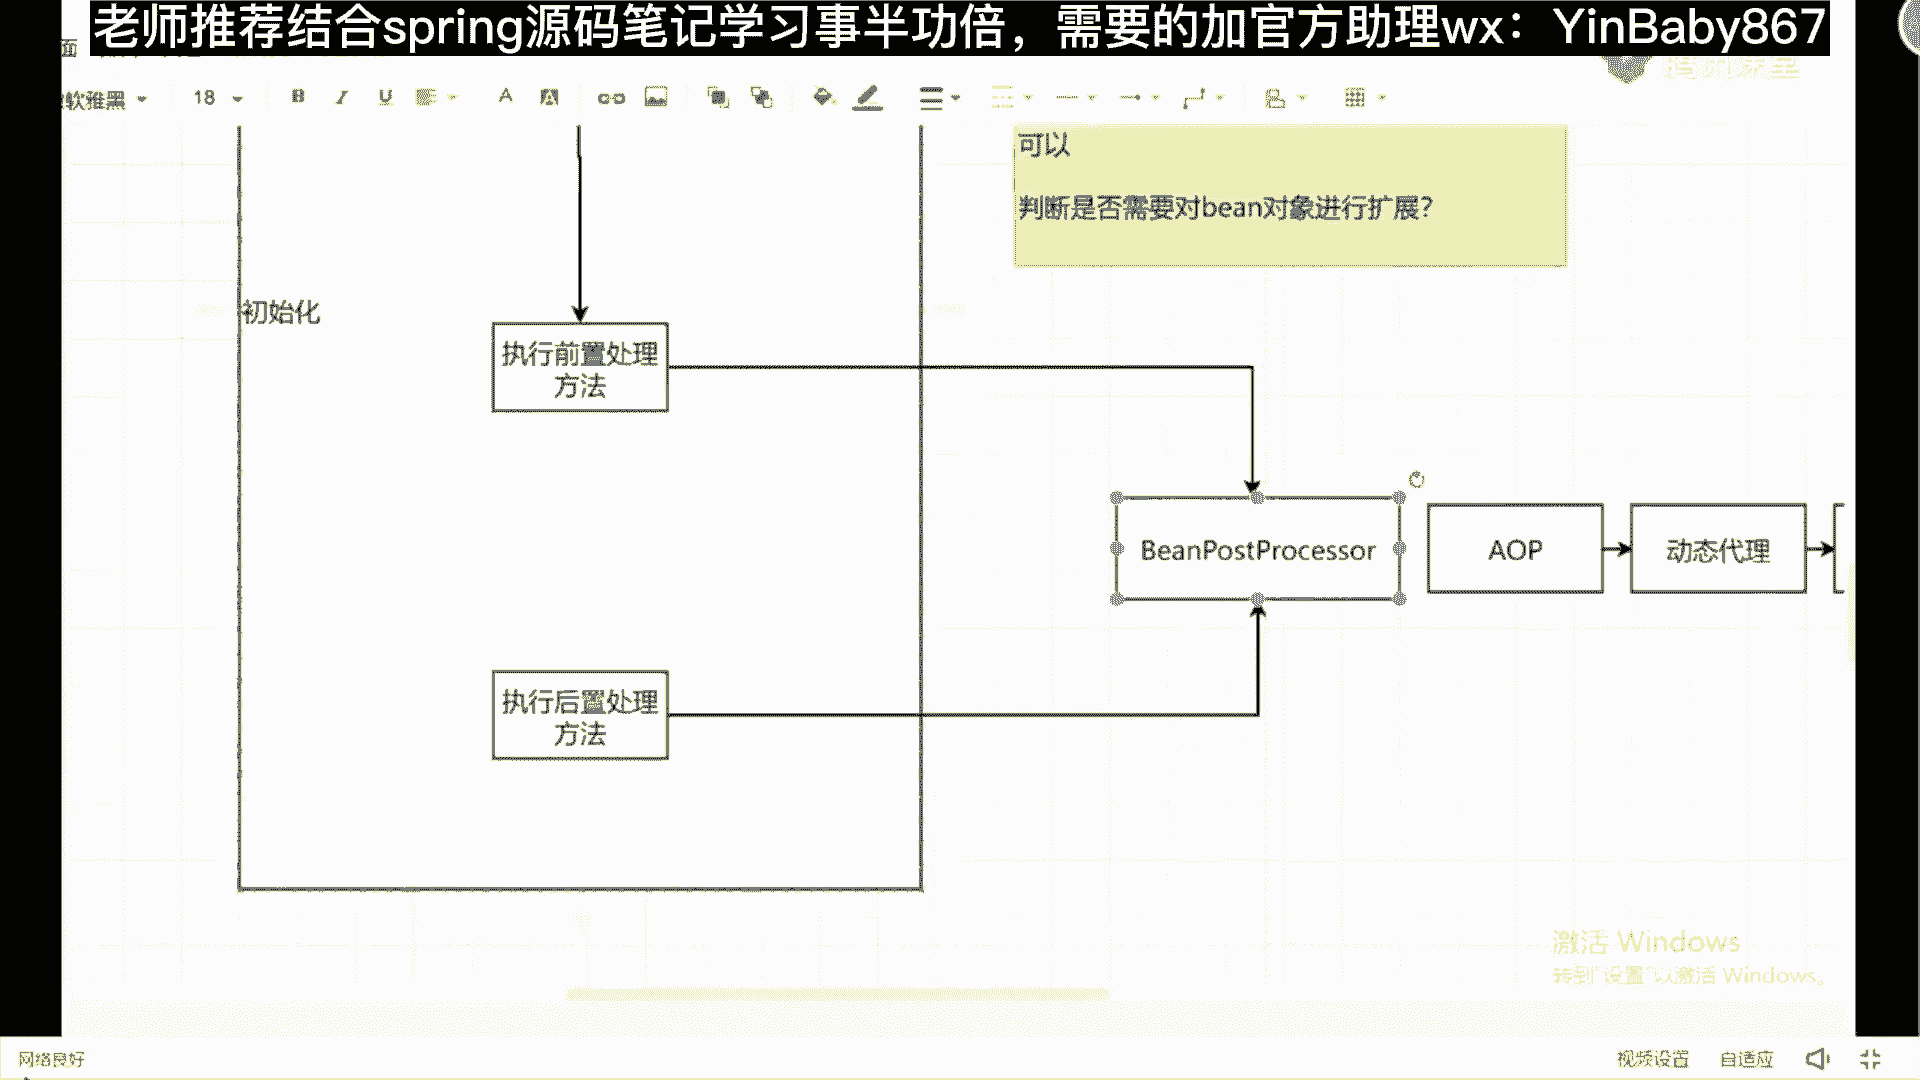 老师推荐结合spring源码笔记学习事半功倍，需要的加官方助理wx：YinBaby867
面
软雅黑
18
B
I
U
A
A
可以
判断是否需要对bean对象进行扩展？
初始化
执行前置处理
方法
BeanPostProcessor
AOP
动态代理
执行后置处理
方法
激活 Windows
转到"设置"以激活 Windows。
网络良好
视频设置
自适应